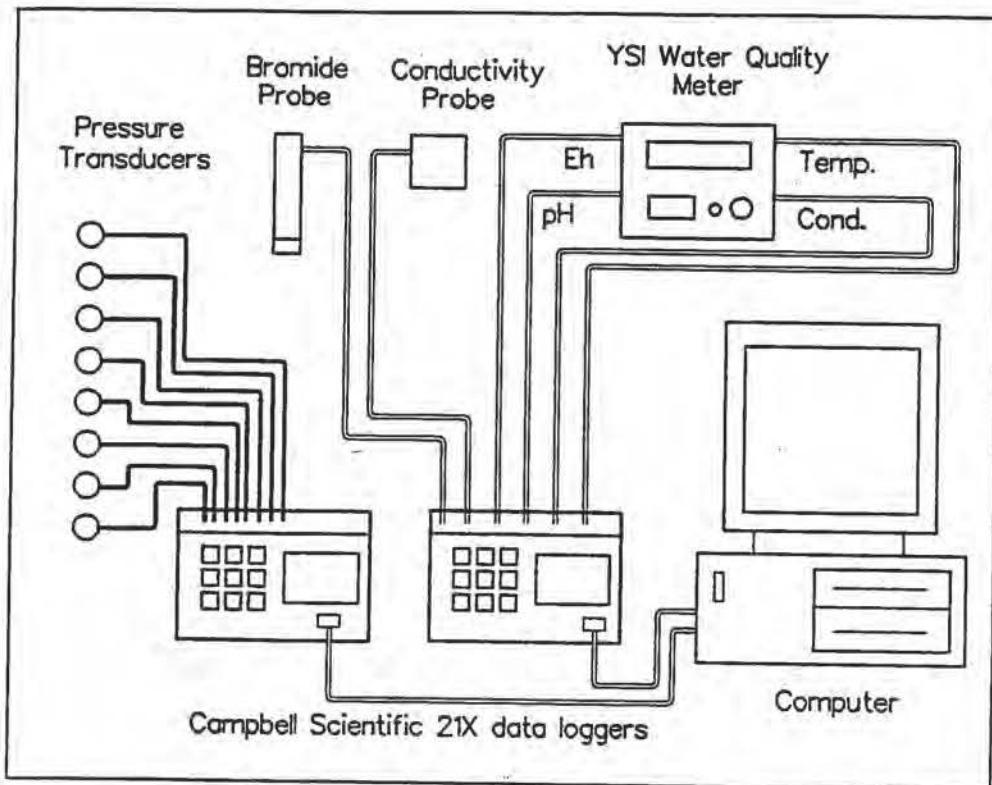 Pressure
Transducers
Bromide
Probe
Conductivity
Probe
YSI Water Quality
Meter
Eh
pH
Temp.
Cond.
Computer
Campbell Scientific 21X data loggers